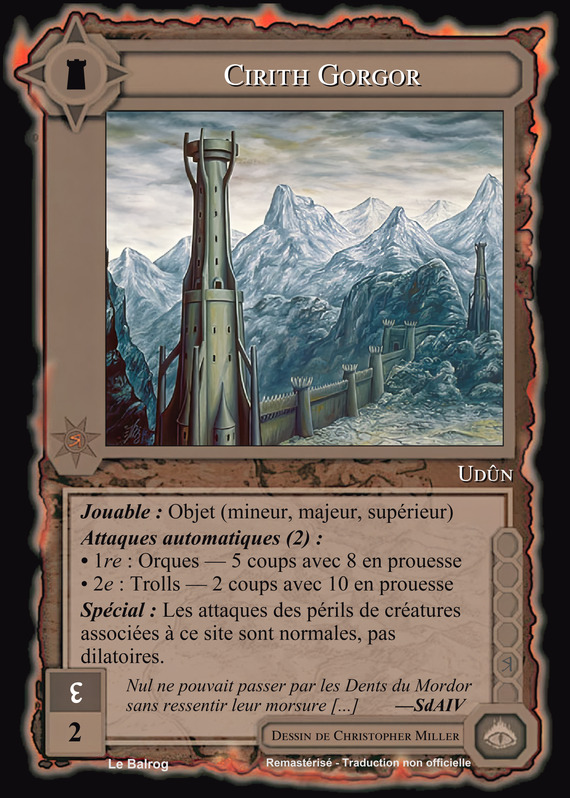 CIRITH GORGOR
UDÛN
Jouable : Objet (mineur, majeur, supérieur)
Attaques automatiques (2) :
• 1re : Orques — 5 coups avec 8 en prouesse
• 2e : Trolls — 2 coups avec 10 en prouesse
Spécial : Les attaques des périls de créatures
associées à ce site sont normales, pas
dilatoires.
Nul ne pouvait passer par les Dents du Mordor
sans ressentir leur morsure [...] —SdAIV
2
DESSIN DE CHRISTOPHER MILLER
Le Balrog
Remastérisé - Traduction non officielle